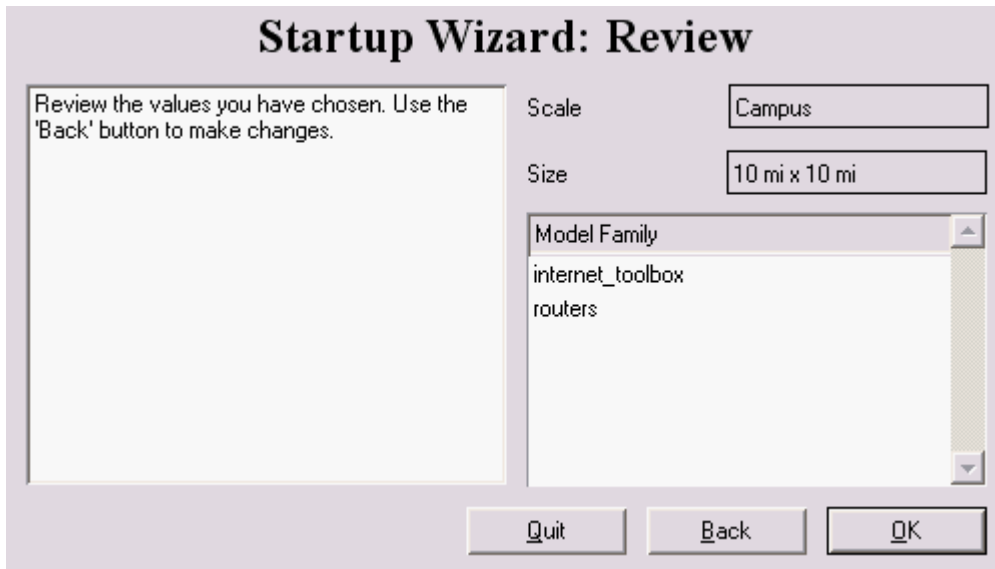 Startup Wizard: Review
Review the values you have chosen. Use the
'Back' button to make changes.
Scale
Campus
Size
10 mi x 10 mi
Model Family
internet_toolbox
routers
Quit
Back
OK